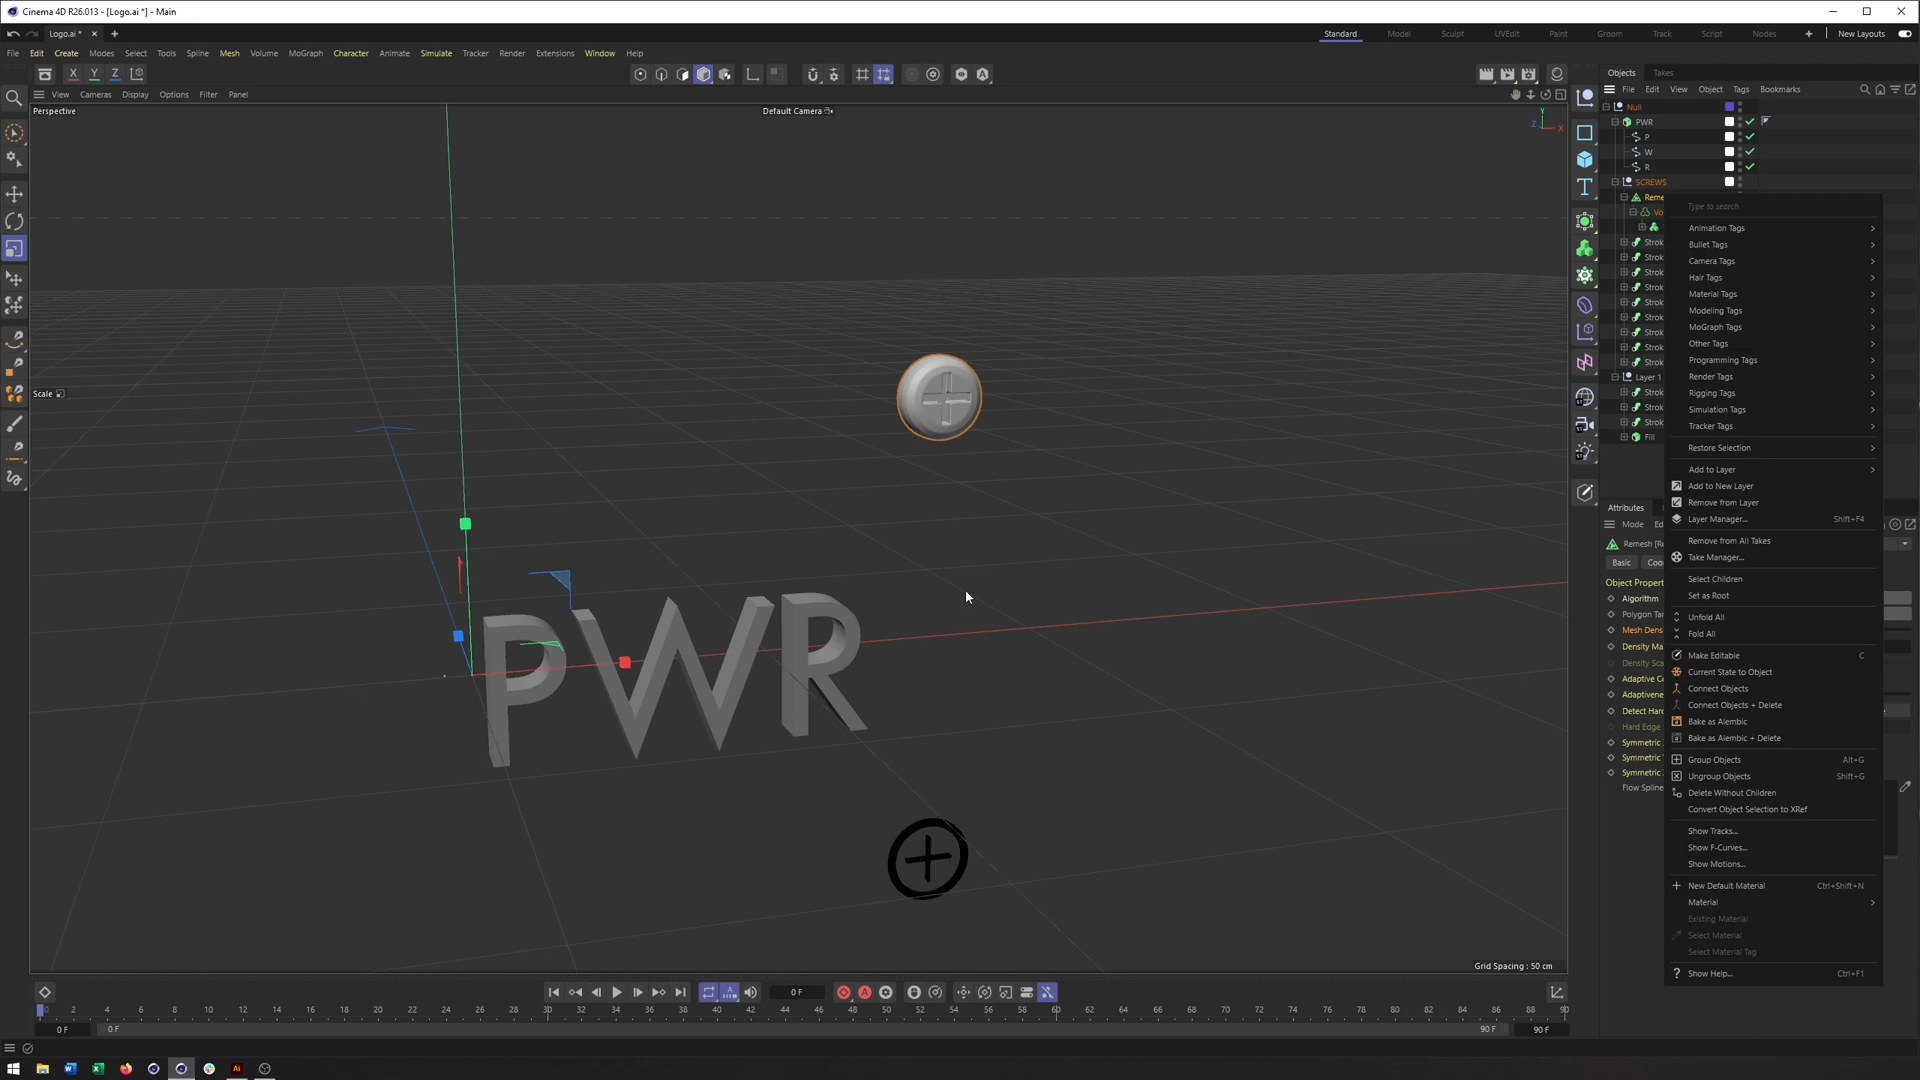 Cinema 4D R26.013 - [Logo.ai *] - Main
Logo.ai *
Standard Model Sculpt UVEdit Paint Groom Track Script Nodes New Layouts
File Edit Create Modes Select Tools Spline Mesh Volume MoGraph Character Animate Simulate Tracker Render Extensions Window Help
X Y Z
View Cameras Display Options Filter Panel
Perspective
Default Camera
Y
Z X
Scale
PWR
Grid Spacing : 50 cm
Objects Takes
File Edit View Object Tags Bookmarks
Null
PWR
P
W
R
SCREWS
Reme
Vo
Strok
Strok
Strok
Strok
Strok
Strok
Strok
Strok
Strok
Layer 1
Strok
Strok
Strok
Fill
Type to search
Animation Tags
Bullet Tags
Camera Tags
Hair Tags
Material Tags
Modeling Tags
MoGraph Tags
Other Tags
Programming Tags
Render Tags
Rigging Tags
Simulation Tags
Tracker Tags
Restore Selection
Add to Layer
Add to New Layer
Remove from Layer
Layer Manager... Shift+F4
Remove from All Takes
Take Manager...
Select Children
Set as Root
Unfold All
Fold All
Make Editable C
Current State to Object
Connect Objects
Connect Objects + Delete
Bake as Alembic
Bake as Alembic + Delete
Group Objects Alt+G
Ungroup Objects Shift+G
Delete Without Children
Convert Object Selection to XRef
Show Tracks...
Show F-Curves...
Show Motions...
New Default Material Ctrl+Shift+N
Material
Existing Material
Select Material
Select Material Tag
Show Help... Ctrl+F1
Attributes
Mode Ed
Remesh [Re
Basic Coo
Object Propert
Algorithm
Polygon Tar
Mesh Densi
Density Ma
Density Sca
Adaptive Co
Adaptivene
Detect Hard
Hard Edge
Symmetric
Symmetric
Symmetric
Flow Spline
0 F
0 2 4 6 8 10 12 14 16 18 20 22 24 26 28 30 32 34 36 38 40 42 44 46 48 50 52 54 56 58 60 62 64 66 68 70 72 74 76 78 80 82 84 86 88 90
0 F 0 F 90 F 90 F
Ai